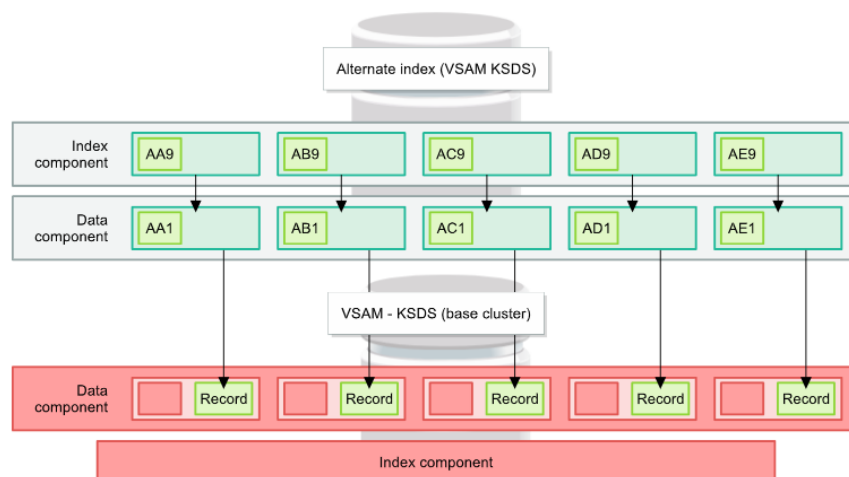 Alternate index (VSAM KSDS)
Index
component
AA9
AB9
AC9
AD9
AE9
Data
component
AA1
AB1
AC1
AD1
AE1
VSAM - KSDS (base cluster)
Data
component
Record
Record
Record
Record
Record
Index component